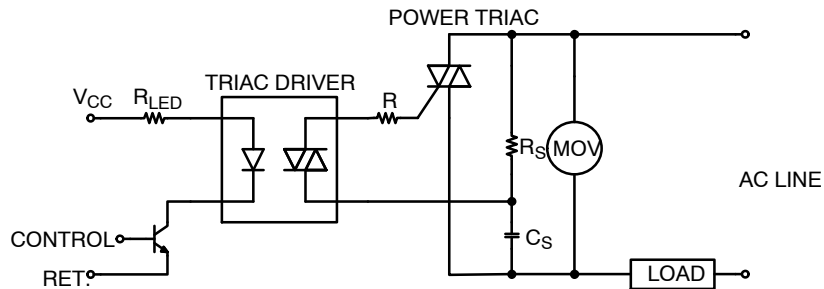 POWER TRIAC
TRIAC DRIVER
VCC
RLED
R
RS
MOV
AC LINE
CONTROL
CS
RET.
LOAD